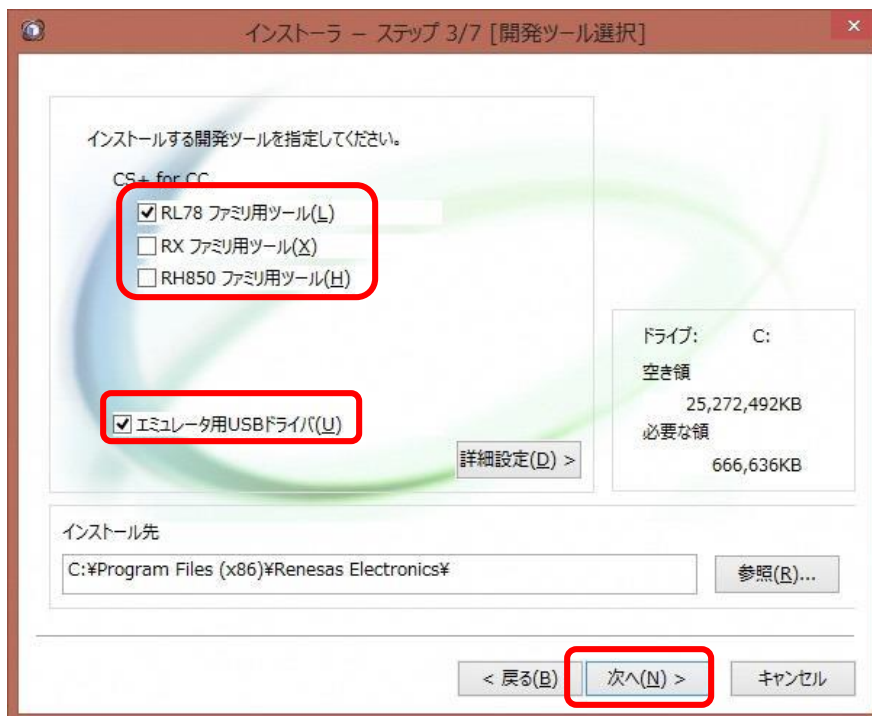 インストーラ － ステップ 3/7 [開発ツール選択]
インストールする開発ツールを指定してください。
CS+ for CC
RL78 ファミリ用ツール(L)
RX ファミリ用ツール(X)
RH850 ファミリ用ツール(H)
エミュレータ用USBドライバ(U)
詳細設定(D) >
ドライブ: C:
空き領
25,272,492KB
必要な領
666,636KB
インストール先
C:¥Program Files (x86)¥Renesas Electronics¥
参照(R)...
< 戻る(B)
次へ(N) >
キャンセル